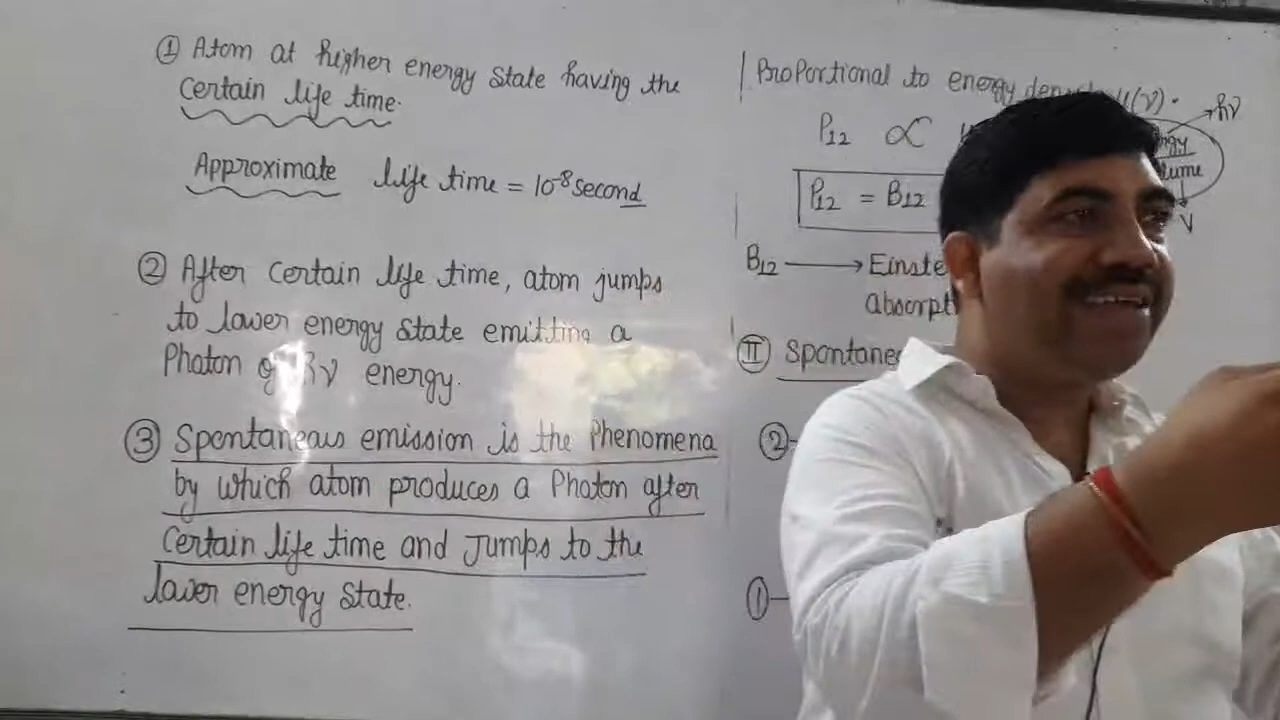 ① Atom at higher energy state having the
certain life time.
Approximate life time = 10⁻⁸ second
② After certain life time, atom jumps
to lower energy state emitting a
Photon of hν energy.
③ Spontaneous emission is the Phenomena
by which atom produces a Photon after
certain life time and Jumps to the
lower energy state.
Proportional to energy u(ν).
hν
P₁₂ ∝
P₁₂ = B₁₂
V
B₁₂ → Einste
absorpt
Ⅱ Spontane
②
①